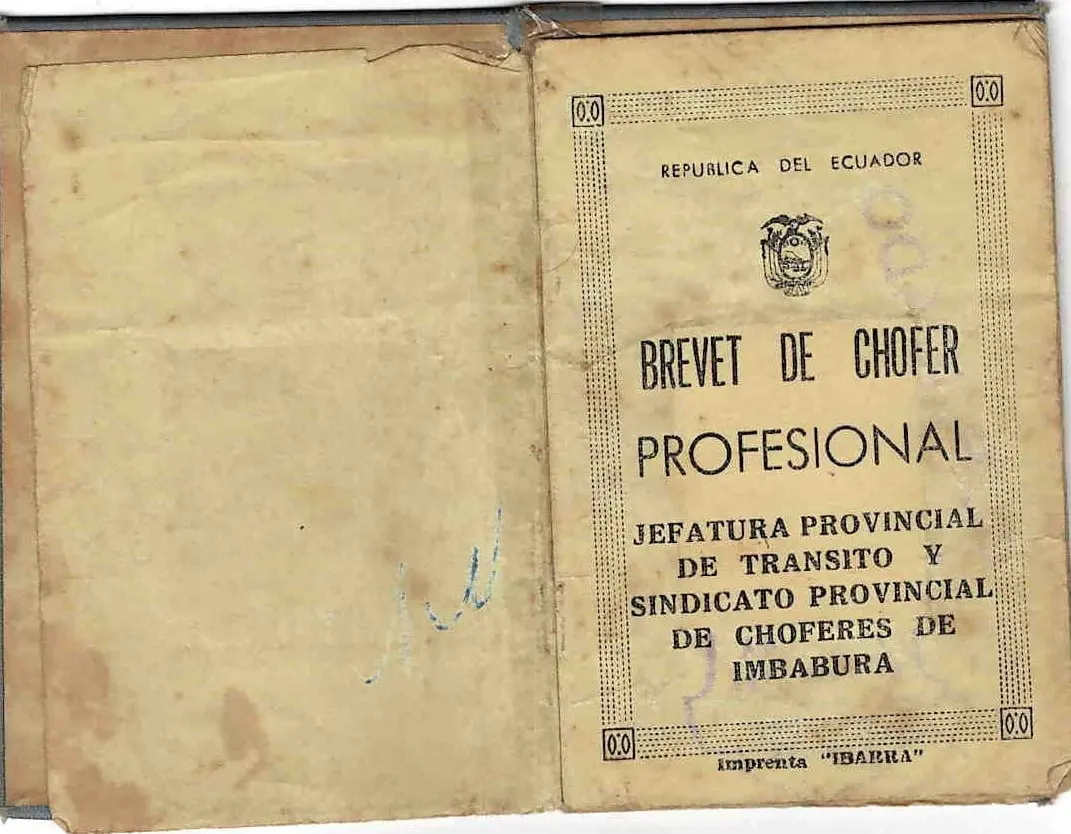 REPUBLICA DEL ECUADOR
BREVET DE CHOFER
PROFESIONAL
JEFATURA PROVINCIAL
DE TRANSITO Y
SINDICATO PROVINCIAL
DE CHOFERES DE
IMBABURA
Imprenta "IBARRA"